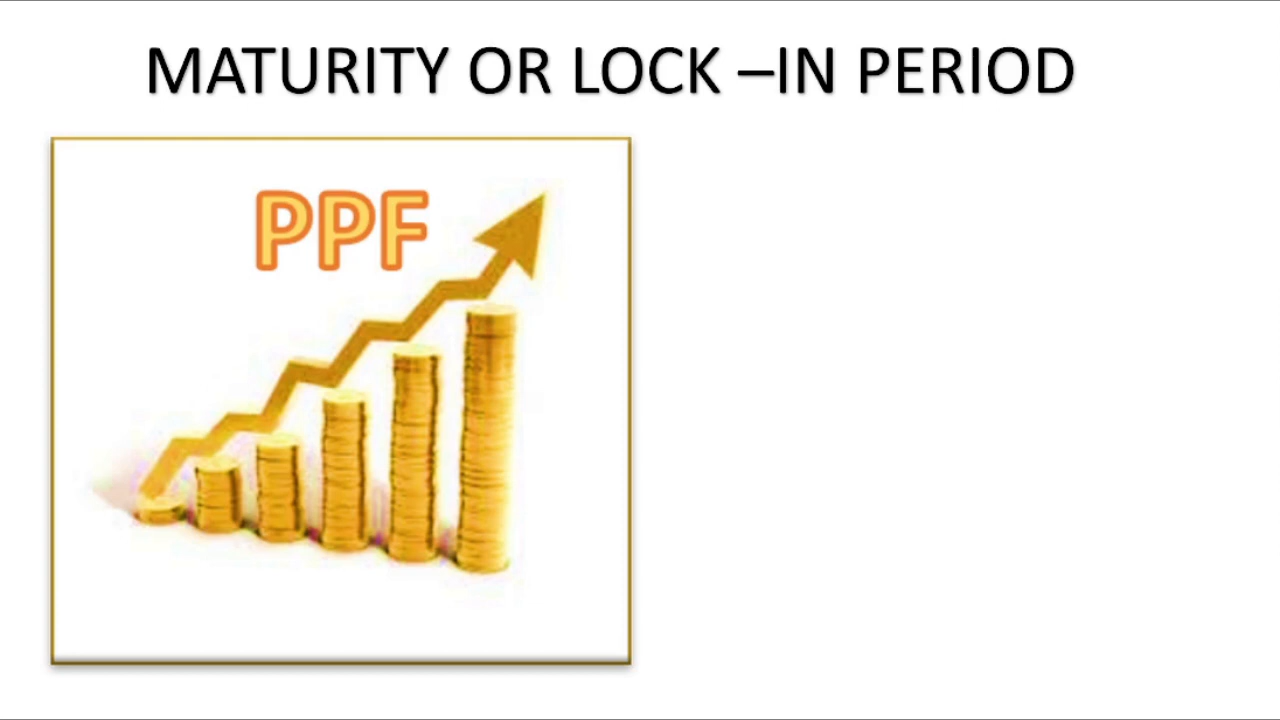 MATURITY OR LOCK –IN PERIOD
PPF